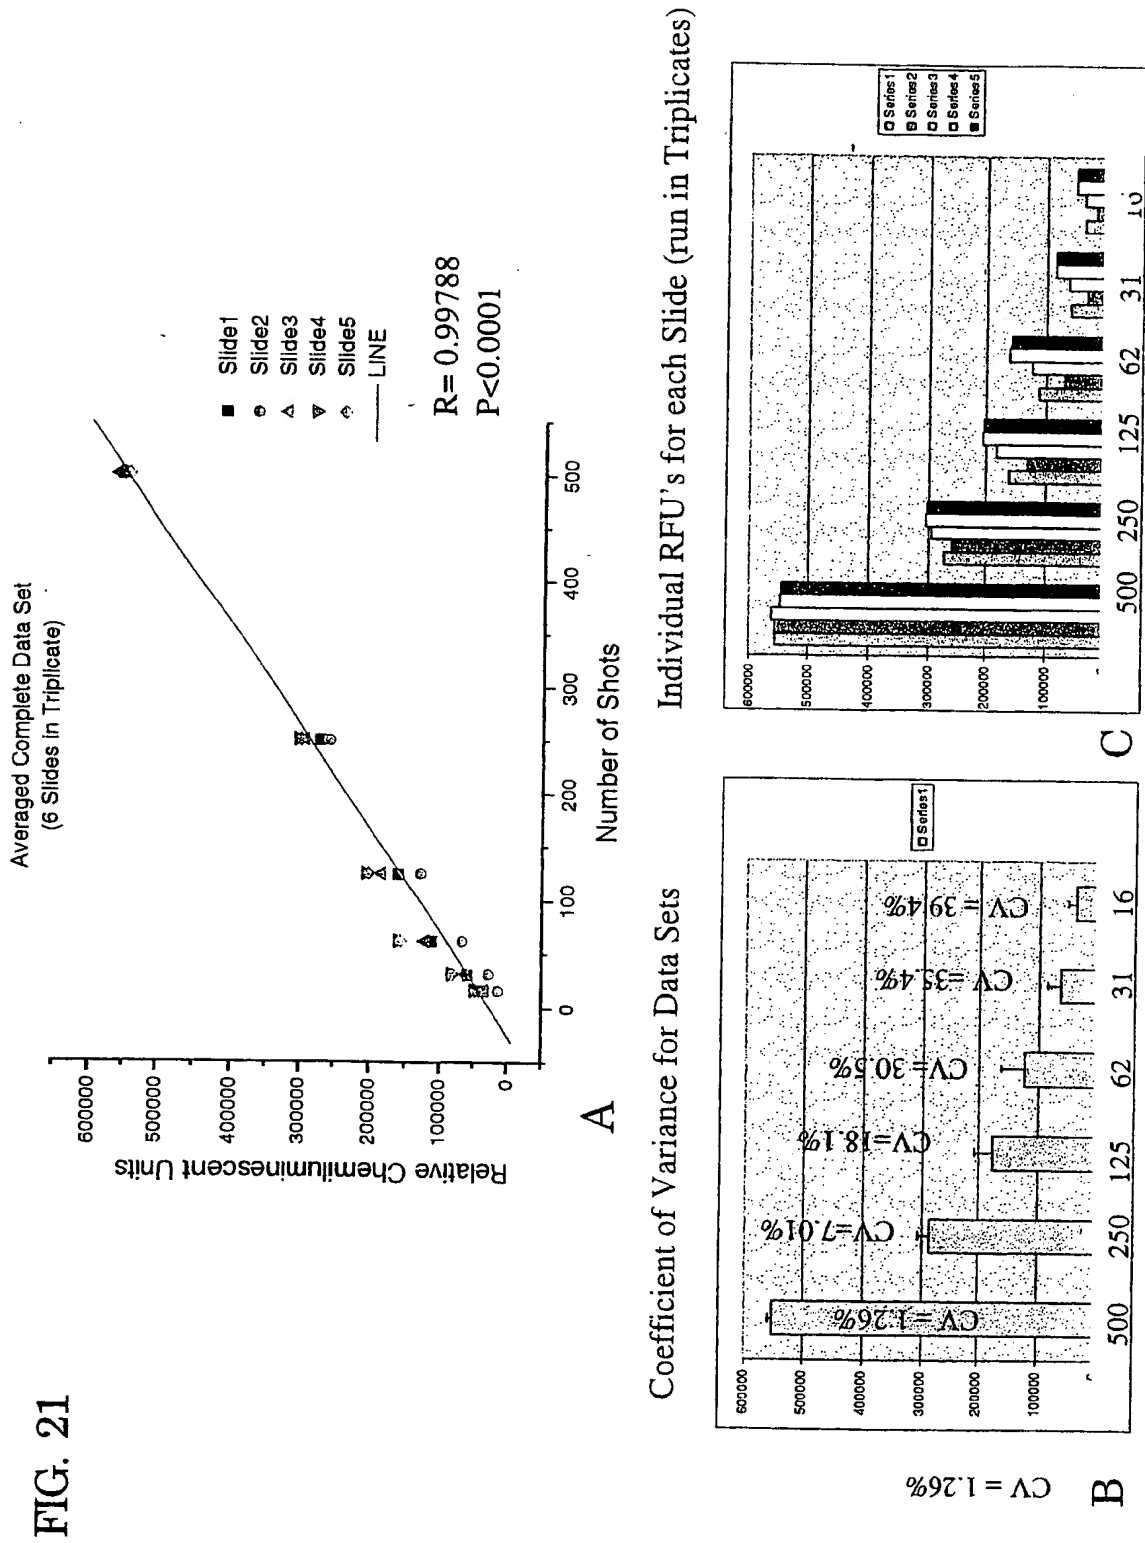 FIG. 21
Averaged Complete Data Set
(6 Slides in Triplicate)
Relative Chemiluminescent Units
600000
500000
400000
300000
200000
100000
0
0
100
200
300
400
500
Number of Shots
Slide1
Slide2
Slide3
Slide4
Slide5
LINE
R= 0.99788
P<0.0001
A
Coefficient of Variance for Data Sets
600000
500000
400000
300000
200000
100000
CV = 1.26%
CV=7.01%
CV=18.1%
CV=30.5%
CV=35.4%
CV = 39.4%
500
250
125
62
31
16
Series1
CV = 1.26%
B
Individual RFU's for each Slide (run in Triplicates)
600000
500000
400000
300000
200000
100000
500
250
125
62
31
Series1
Series2
Series3
Series4
Series5
C